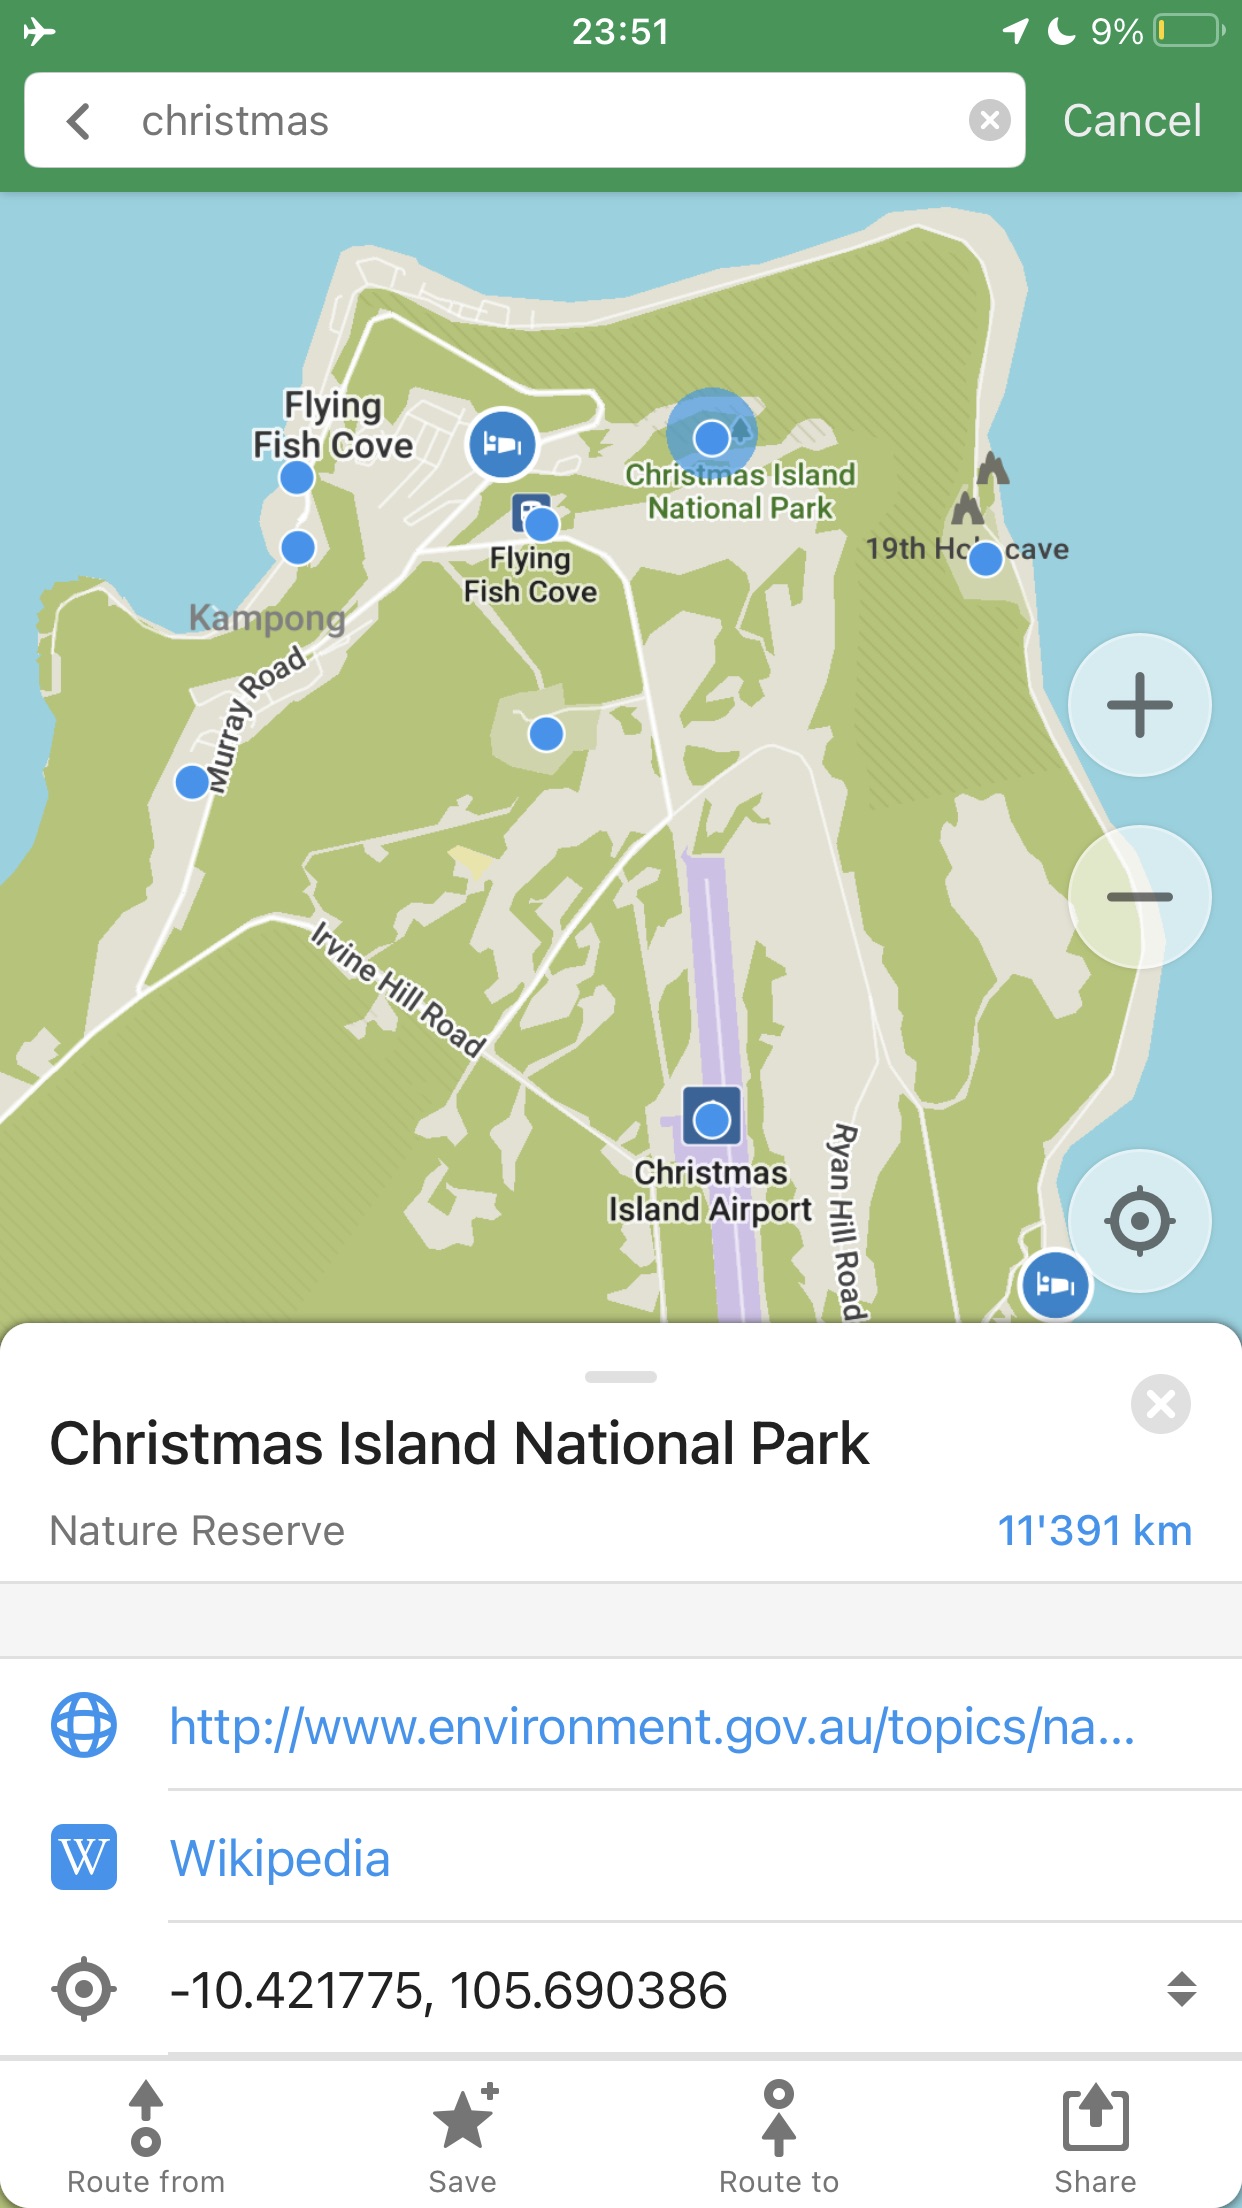 23:51
9%
christmas
Cancel
Flying
Fish Cove
Christmas Island
National Park
Flying
Fish Cove
19th Ho cave
Kampong
Murray Road
Irvine Hill Road
Christmas
Island Airport
Ryan Hill Road
Christmas Island National Park
Nature Reserve
11'391 km
http://www.environment.gov.au/topics/na...
W
Wikipedia
-10.421775, 105.690386
Route from
Save
Route to
Share